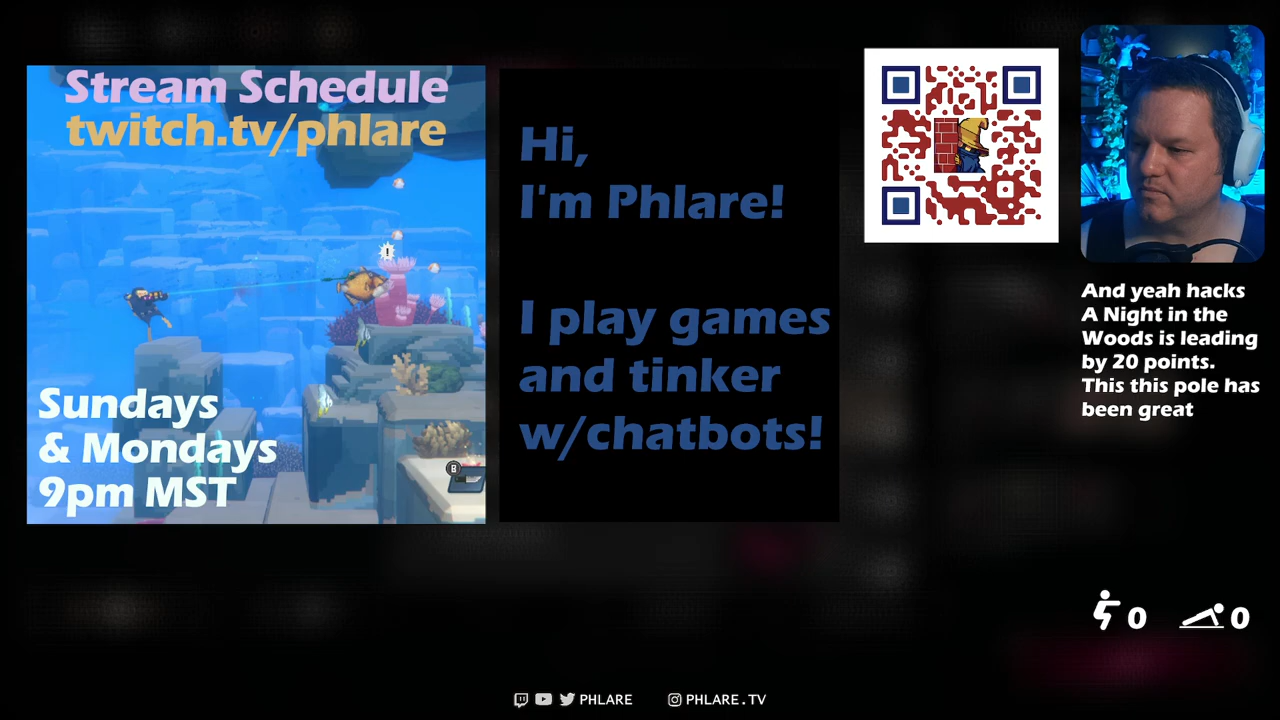 Stream Schedule
twitch.tv/phlare
!
Sundays
& Mondays
9pm MST
B
Hi,
I'm Phlare!
I play games
and tinker
w/chatbots!
And yeah hacks
A Night in the
Woods is leading
by 20 points.
This this pole has
been great
0
0
PHLARE
PHLARE.TV